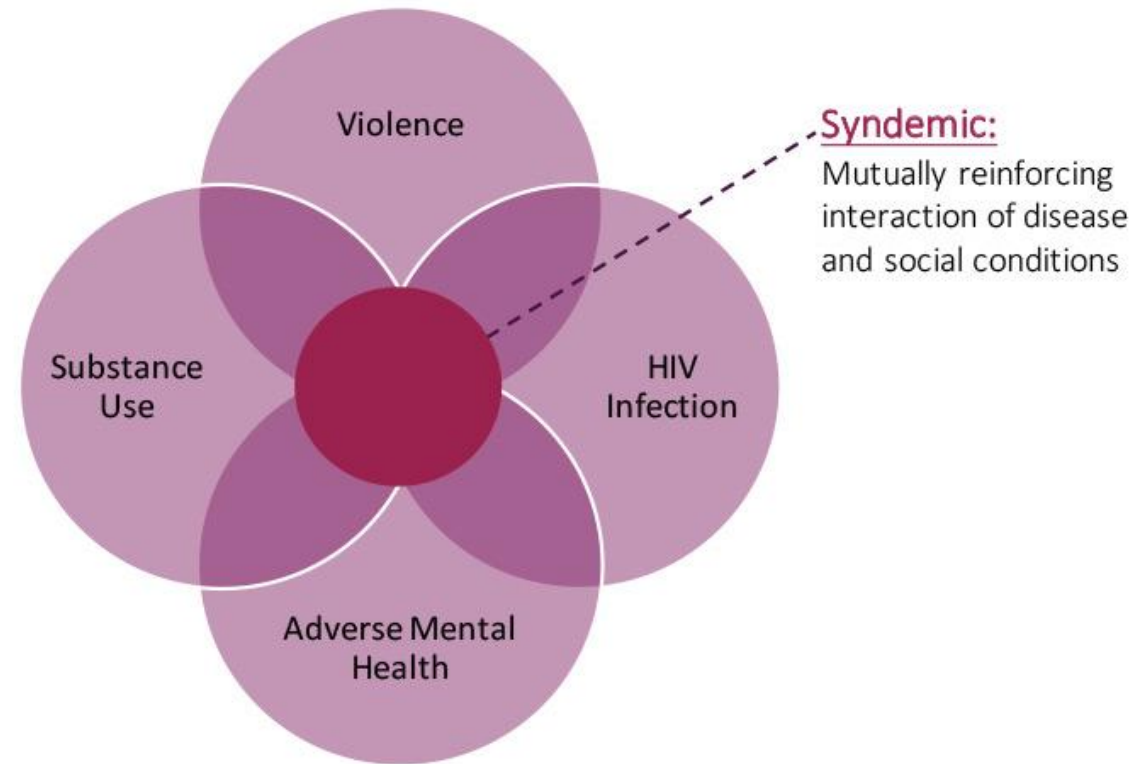 Violence
Syndemic:
Mutually reinforcing
interaction of disease
and social conditions
Substance
Use
HIV
Infection
Adverse Mental
Health